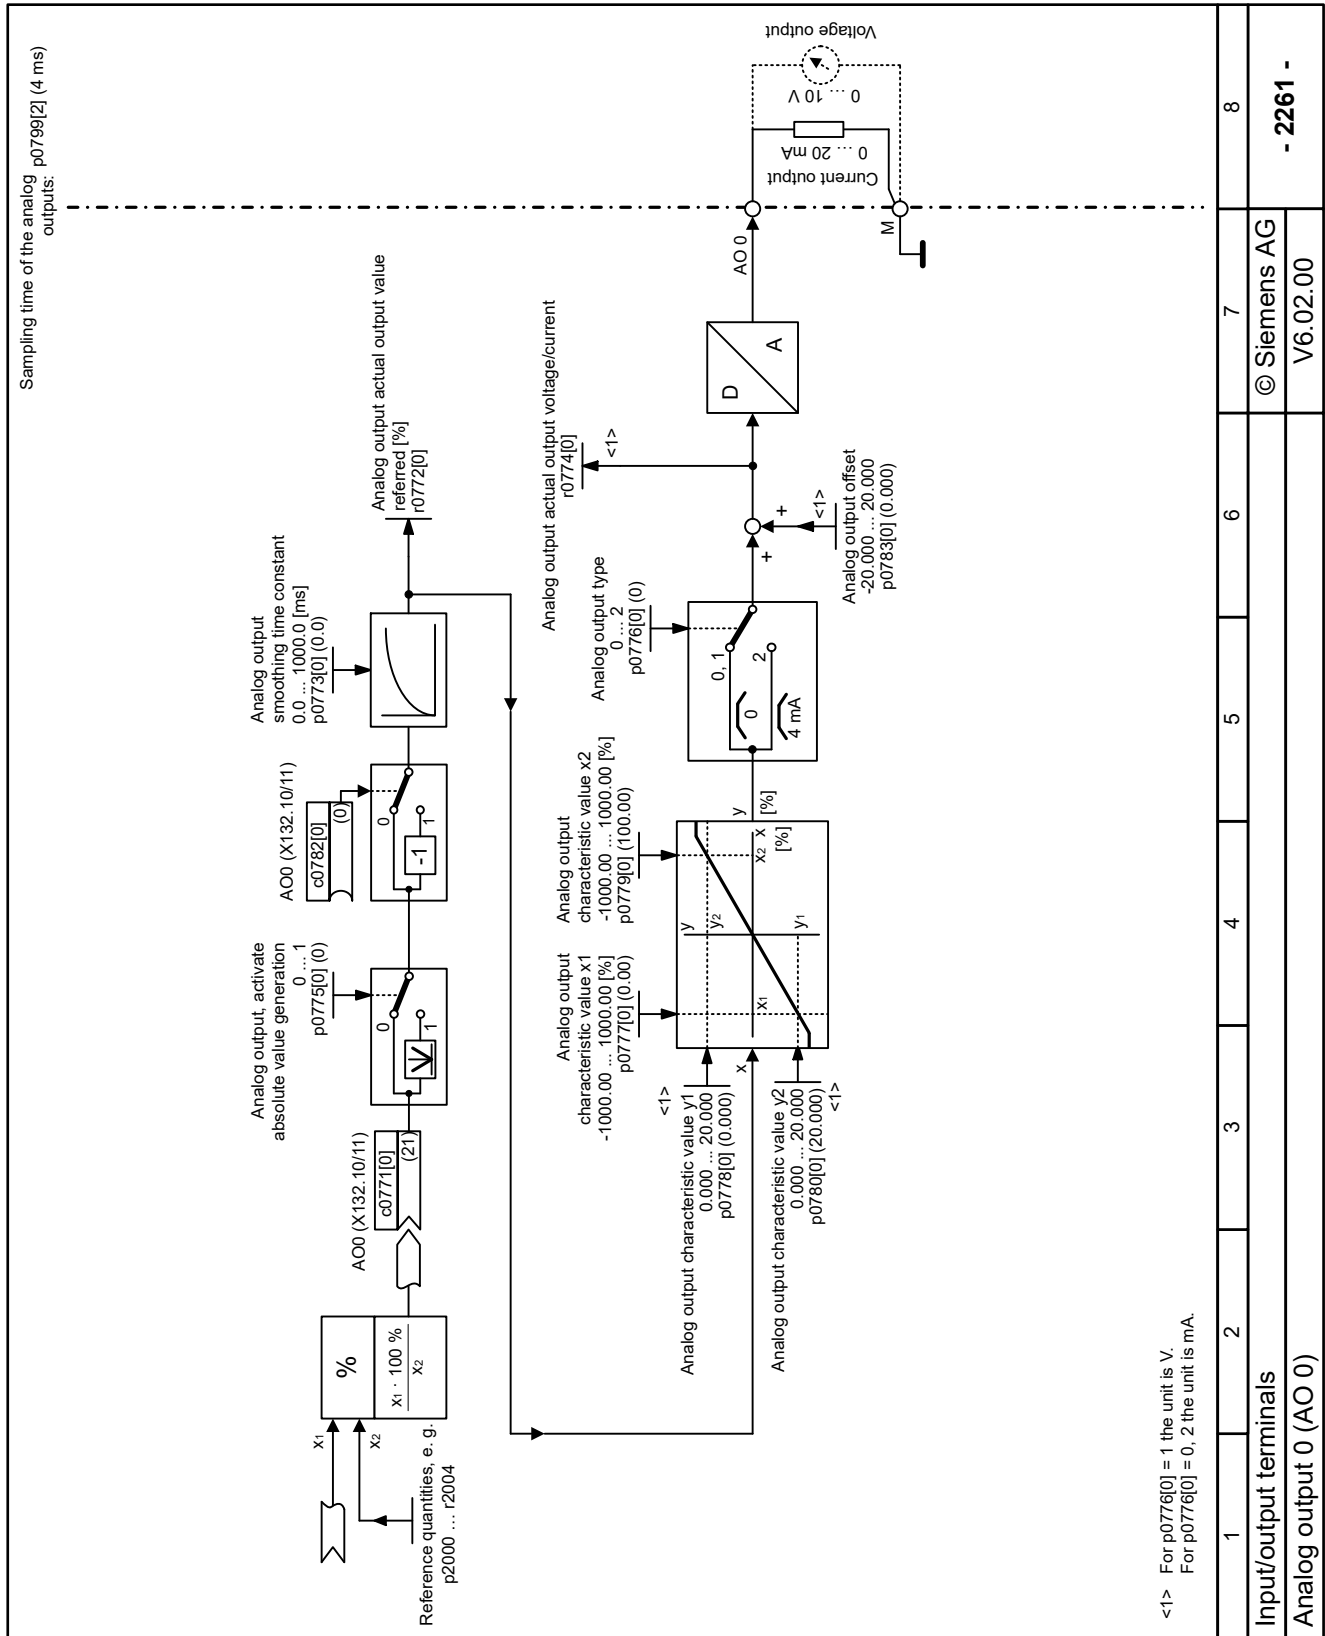 Sampling time of the analog
outputs:
p0799[2] (4 ms)
x1
x2
Reference quantities, e. g.
p2000 ... r2004
%
x1 · 100 %
x2
AO0 (X132.10/11)
c0771[0]
(21)
Analog output, activate
absolute value generation
0 ... 1
p0775[0] (0)
0
1
AO0 (X132.10/11)
c0782[0]
(0)
0
1
-1
Analog output
smoothing time constant
0.0 ... 1000.0 [ms]
p0773[0] (0.0)
Analog output actual output value
referred [%]
r0772[0]
Analog output characteristic value y1
0.000 ... 20.000
p0778[0] (0.000)
<1>
Analog output characteristic value y2
0.000 ... 20.000
p0780[0] (20.000)
<1>
Analog output
characteristic value x1
-1000.00 ... 1000.00 [%]
p0777[0] (0.00)
Analog output
characteristic value x2
-1000.00 ... 1000.00 [%]
p0779[0] (100.00)
x
y
y2
x1
y1
x2
x
[%]
y
[%]
Analog output type
0 ... 2
p0776[0] (0)
0, 1
2
0
4 mA
Analog output actual output voltage/current
r0774[0]
<1>
+
+
<1>
Analog output offset
-20.000 ... 20.000
p0783[0] (0.000)
D
A
AO 0
M
Voltage output
0 ... 10 V
0 ... 20 mA
Current output
<1> For p0776[0] = 1 the unit is V.
For p0776[0] = 0, 2 the unit is mA.
1
2
3
4
5
6
7
8
Input/output terminals
© Siemens AG
- 2261 -
Analog output 0 (AO 0)
V6.02.00